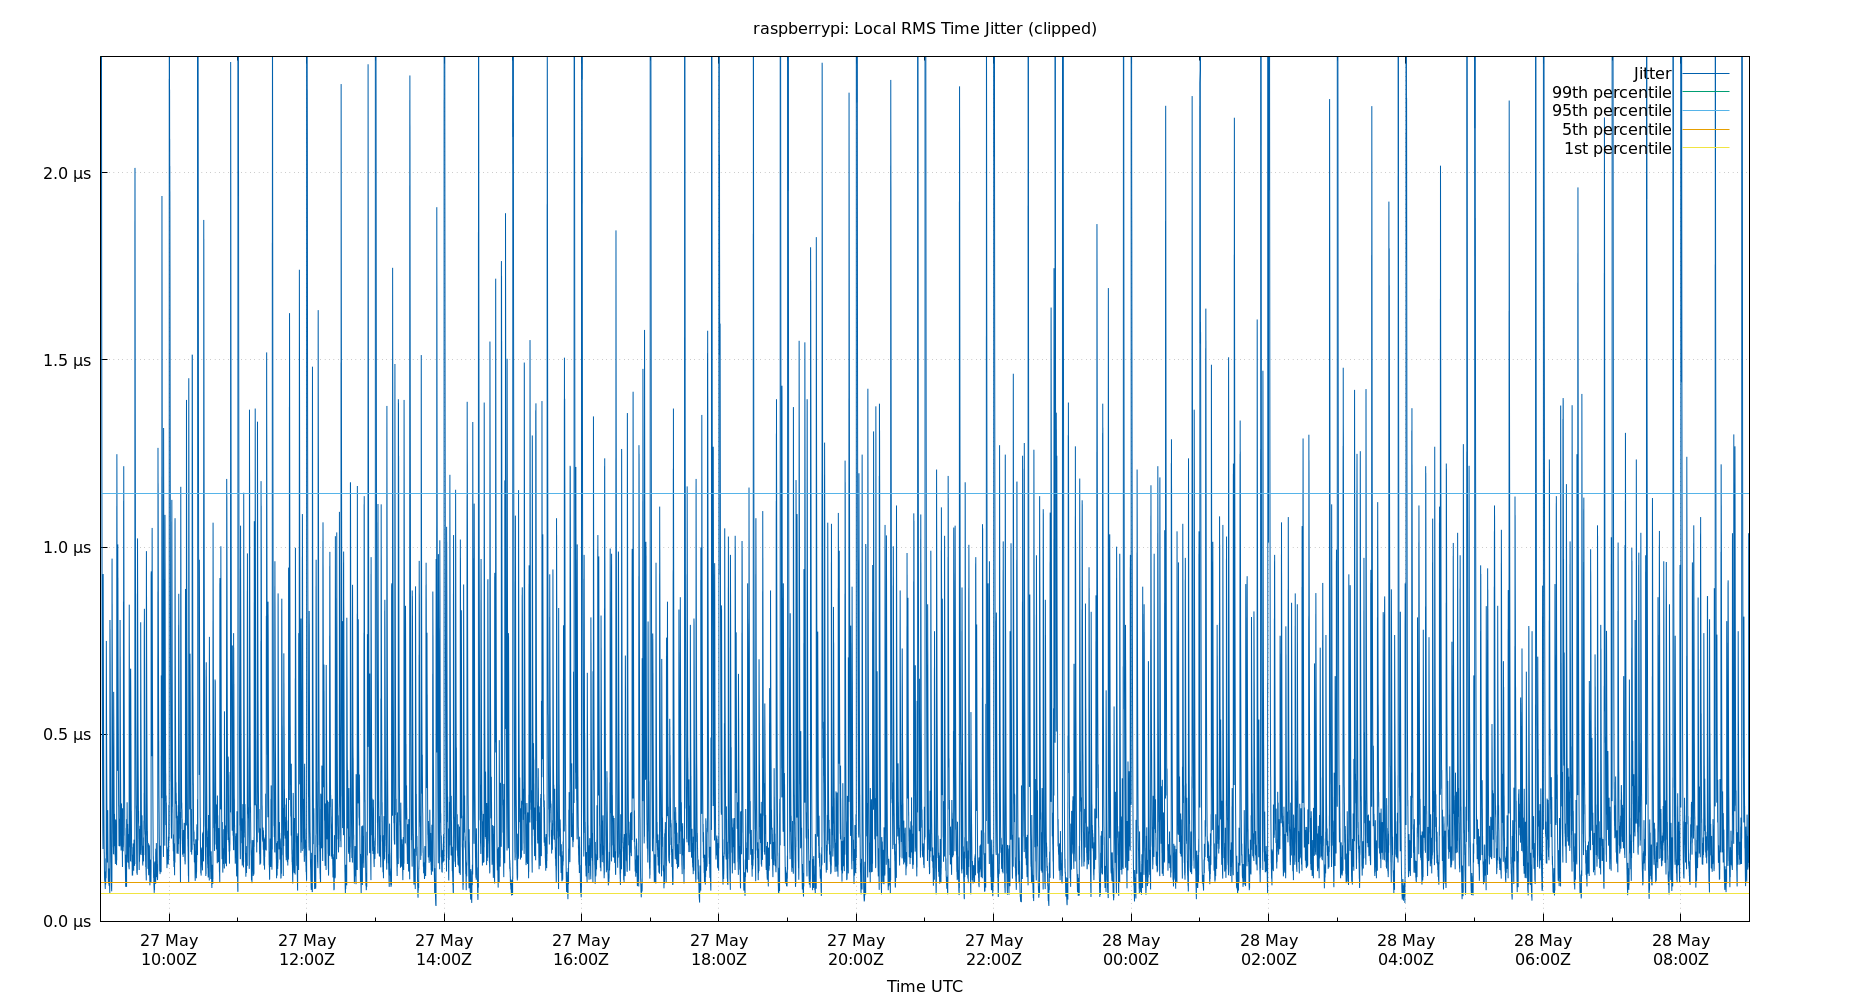 raspberrypi: Local RMS Time Jitter (clipped)
Jitter
99th percentile
95th percentile
5th percentile
1st percentile
2.0 µs
1.5 µs
1.0 µs
0.5 µs
0.0 µs
27 May 27 May 27 May 27 May 27 May 27 May 27 May 28 May 28 May 28 May 28 May 28 May
10:00Z 12:00Z 14:00Z 16:00Z 18:00Z 20:00Z 22:00Z 00:00Z 02:00Z 04:00Z 06:00Z 08:00Z
Time UTC